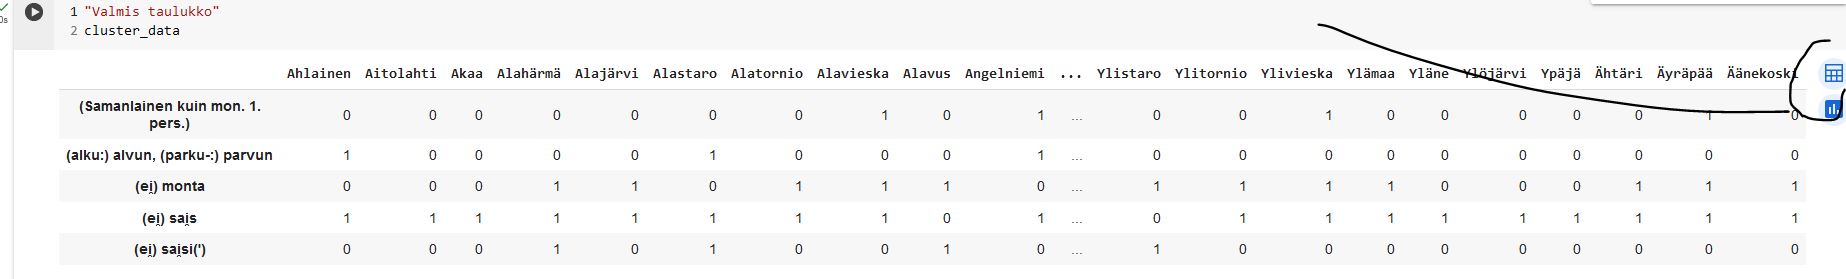 1 "Valmis taulukko"
2 cluster_data
0s
Ahlainen Aitolahti Akaa Alahärmä Alajärvi Alastaro Alatornio Alavieska Alavus Angelniemi ... Ylistaro Ylitornio Ylivieska Ylämaa Yläne Ylöjärvi Ypäjä Ähtäri Äyräpää Äänekoski
(Samanlainen kuin mon. 1.
pers.) 0 0 0 0 0 0 0 1 0 1 ... 0 0 1 0 0 0 0 0 1 0
(alku:) alvun, (parku-:) parvun 1 0 0 0 0 1 0 0 0 1 ... 0 0 0 0 0 0 0 0 0 0
(ei̯) monta 0 0 0 1 1 0 1 1 1 0 ... 1 1 1 1 0 0 0 1 1 1
(ei̯) sai̯s 1 1 1 1 1 1 1 1 0 1 ... 0 1 1 1 1 1 1 1 1 1
(ei̯) sai̯si(') 0 0 0 1 0 1 0 0 1 0 ... 1 0 0 0 0 0 0 0 0 0